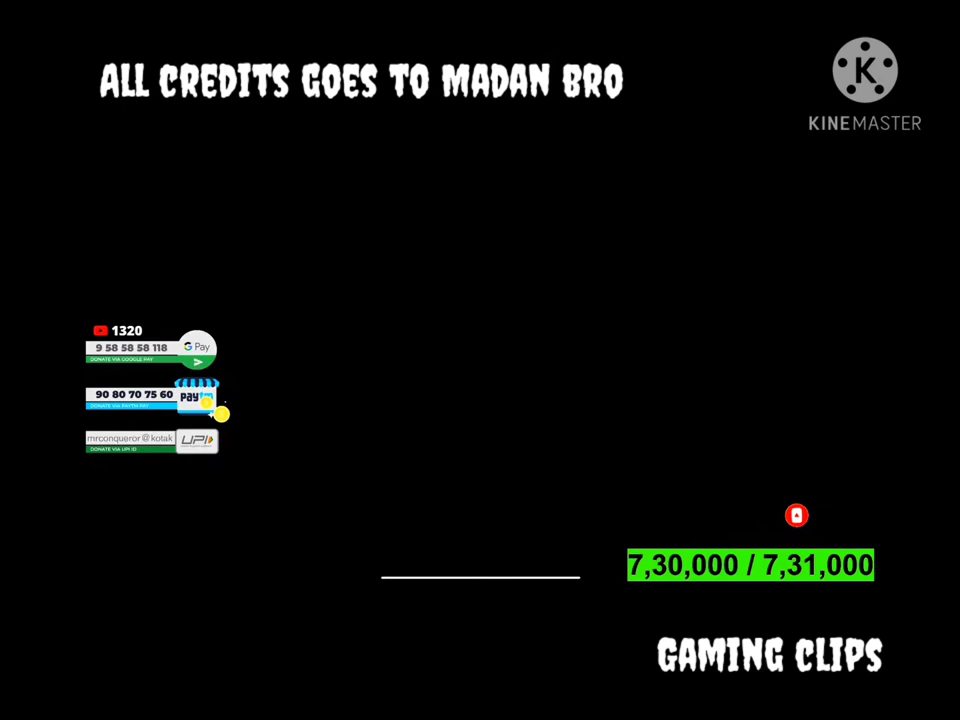 ALL CREDITS GOES TO MADAN BRO
K
KINEMASTER
1320
9 58 58 58 118
G Pay
DONATE VIA GOOGLE PAY
90 80 70 75 60
paytm
DONATE VIA PAYTM PAY
mrconqueror@kotak
UPI
DONATE VIA UPI ID
7,30,000 / 7,31,000
GAMING CLIPS